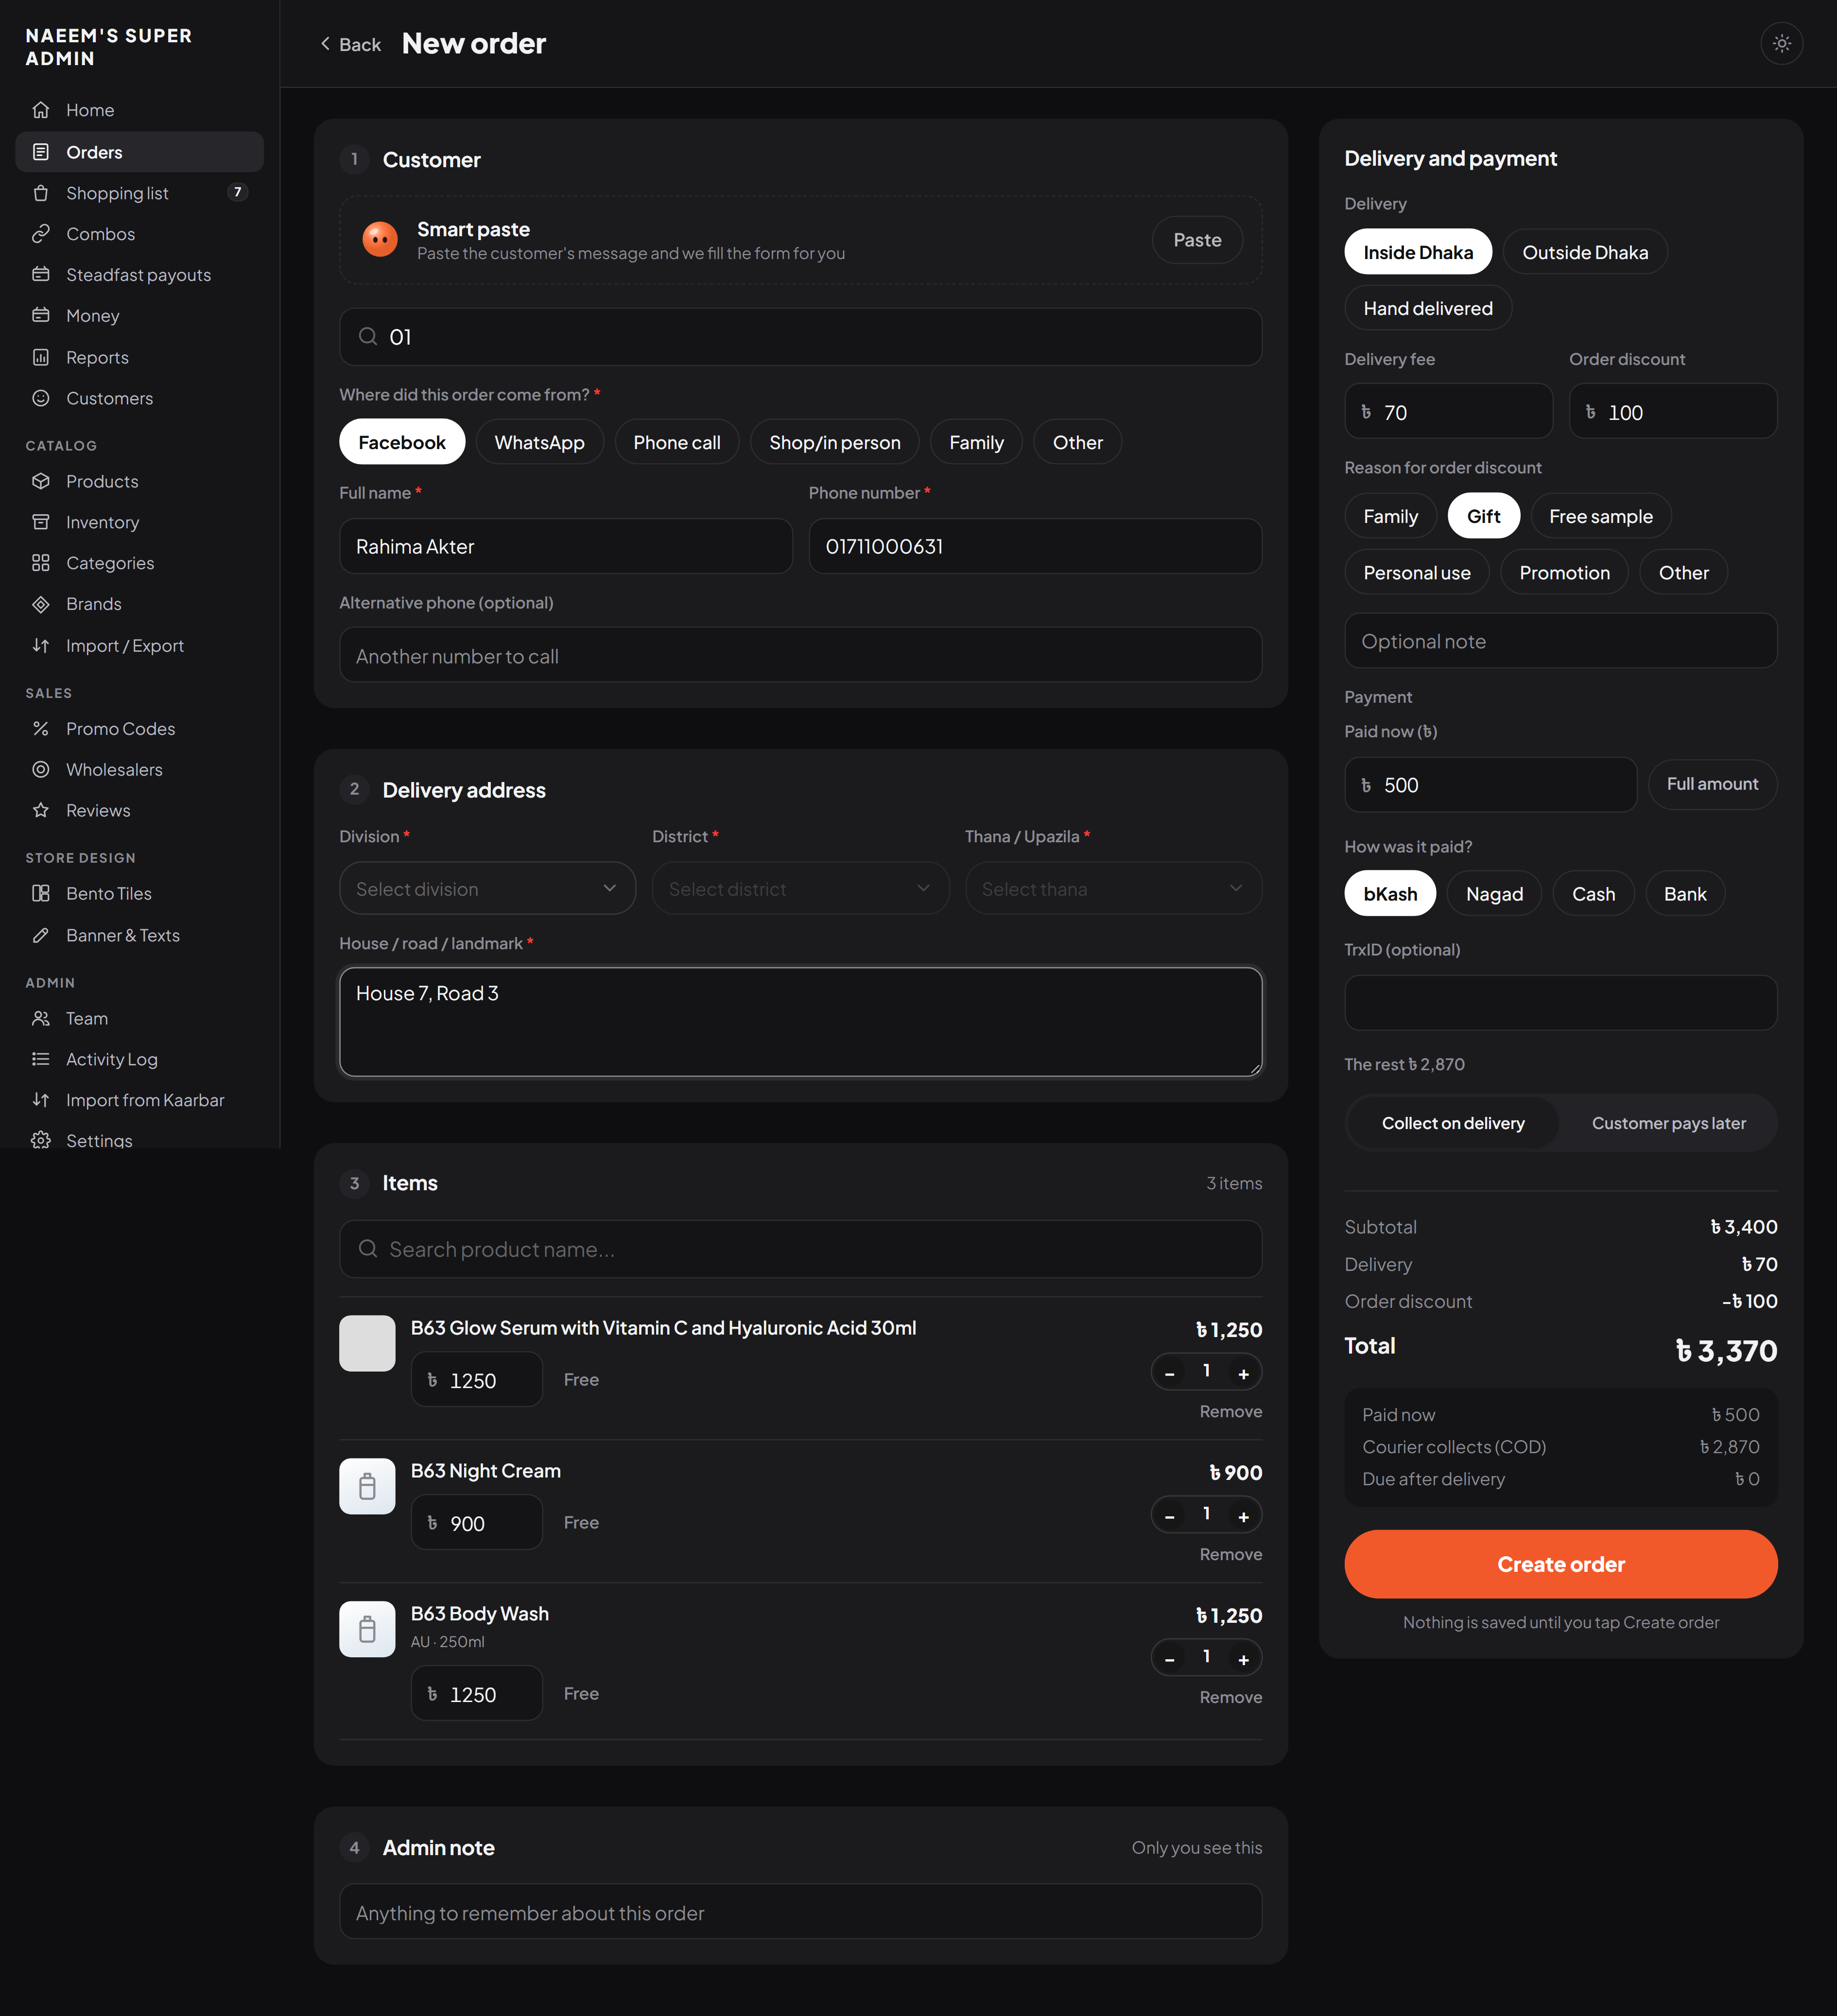 NAEEM'S SUPER
ADMIN
Home
Orders
Shopping list
7
Combos
Steadfast payouts
Money
Reports
Customers
CATALOG
Products
Inventory
Categories
Brands
Import / Export
SALES
Promo Codes
Wholesalers
Reviews
STORE DESIGN
Bento Tiles
Banner & Texts
ADMIN
Team
Activity Log
Import from Kaarbar
Settings
Back
New order
1
Customer
Smart paste
Paste the customer's message and we fill the form for you
Paste
01
Where did this order come from? *
Facebook
WhatsApp
Phone call
Shop/in person
Family
Other
Full name *
Phone number *
Rahima Akter
01711000631
Alternative phone (optional)
Another number to call
2
Delivery address
Division *
District *
Thana / Upazila *
Select division
Select district
Select thana
House / road / landmark *
House 7, Road 3
3
Items
3 items
Search product name...
B63 Glow Serum with Vitamin C and Hyaluronic Acid 30ml
৳ 1,250
৳ 1250
Free
– 1 +
Remove
B63 Night Cream
৳ 900
৳ 900
Free
– 1 +
Remove
B63 Body Wash
৳ 1,250
AU · 250ml
৳ 1250
Free
– 1 +
Remove
4
Admin note
Only you see this
Anything to remember about this order
Delivery and payment
Delivery
Inside Dhaka
Outside Dhaka
Hand delivered
Delivery fee
Order discount
৳ 70
৳ 100
Reason for order discount
Family
Gift
Free sample
Personal use
Promotion
Other
Optional note
Payment
Paid now (৳)
৳ 500
Full amount
How was it paid?
bKash
Nagad
Cash
Bank
TrxID (optional)
The rest ৳ 2,870
Collect on delivery
Customer pays later
Subtotal
৳ 3,400
Delivery
৳ 70
Order discount
-৳ 100
Total
৳ 3,370
Paid now
৳ 500
Courier collects (COD)
৳ 2,870
Due after delivery
৳ 0
Create order
Nothing is saved until you tap Create order